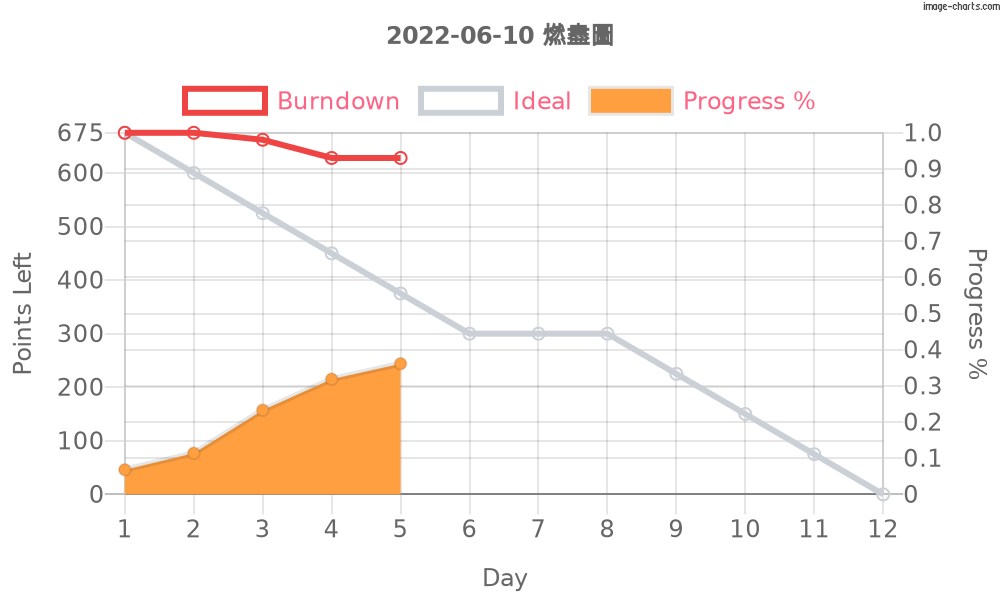 image-charts.com
2022-06-10 燃盡圖
Burndown Ideal Progress %
675 1.0
600 0.9
0.8
500 0.7
400 0.6
0.5
300 0.4
200 0.3
0.2
100 0.1
0 0
Points Left
Progress %
1 2 3 4 5 6 7 8 9 10 11 12
Day